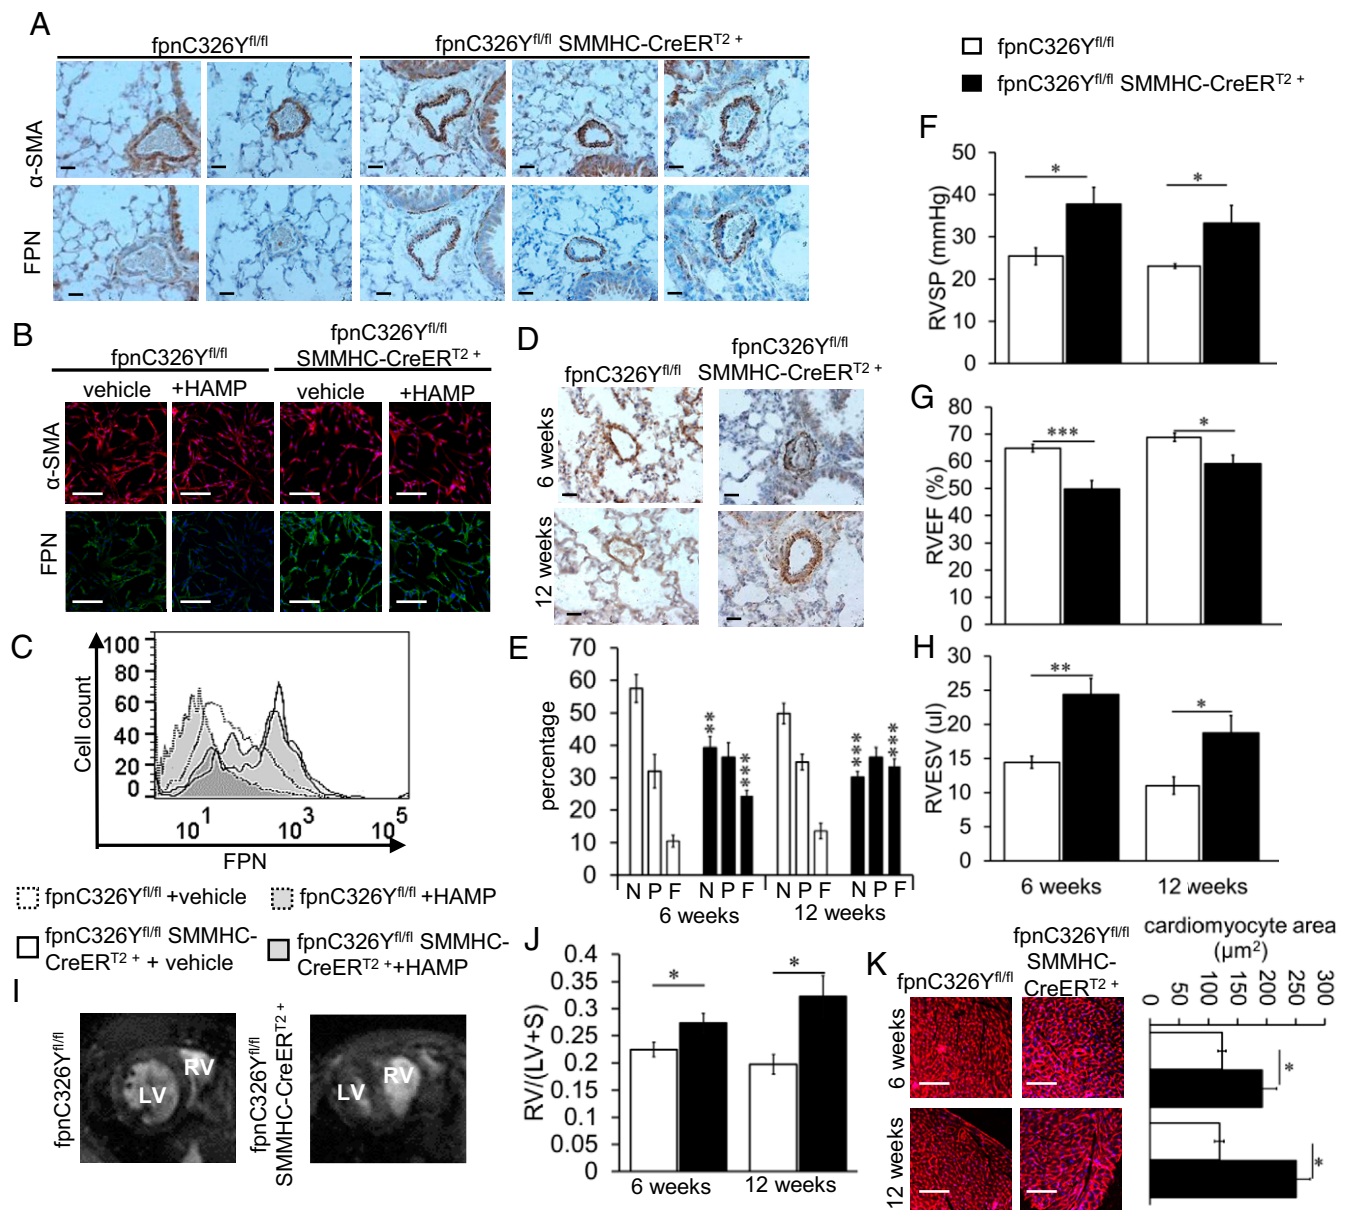 A
fpnC326Yfl/fl
fpnC326Yfl/fl SMMHC-CreERT2 +
α-SMA
FPN
B
fpnC326Yfl/fl
fpnC326Yfl/fl
SMMHC-CreERT2 +
vehicle
+HAMP
vehicle
+HAMP
α-SMA
FPN
C
Cell count
100
80
60
40
20
0
10 1
10 3
10 5
FPN
fpnC326Yfl/fl +vehicle
fpnC326Yfl/fl +HAMP
fpnC326Yfl/fl SMMHC-
CreERT2 + + vehicle
fpnC326Yfl/fl SMMHC-
CreERT2 ++HAMP
D
fpnC326Yfl/fl
fpnC326Yfl/fl
SMMHC-CreERT2 +
6 weeks
12 weeks
E
percentage
70
60
50
40
30
20
10
0
**
***
***
***
N P F N P F N P F N P F
6 weeks
12 weeks
fpnC326Yfl/fl
fpnC326Yfl/fl SMMHC-CreERT2 +
F
RVSP (mmHg)
50
40
30
20
10
0
*
*
G
RVEF (%)
80
70
60
50
40
30
20
10
0
***
*
H
RVESV (ul)
30
25
20
15
10
5
0
**
*
6 weeks
12 weeks
I
fpnC326Yfl/fl
LV
RV
fpnC326Yfl/fl
SMMHC-CreERT2 +
LV
RV
J
RV/(LV+S)
0.4
0.35
0.3
0.25
0.2
0.15
0.1
0.05
0
*
*
6 weeks
12 weeks
K
fpnC326Yfl/fl
fpnC326Yfl/fl
SMMHC-
CreERT2 +
6 weeks
12 weeks
cardiomyocyte area
(µm2)
0
50
100
150
200
250
300
*
*